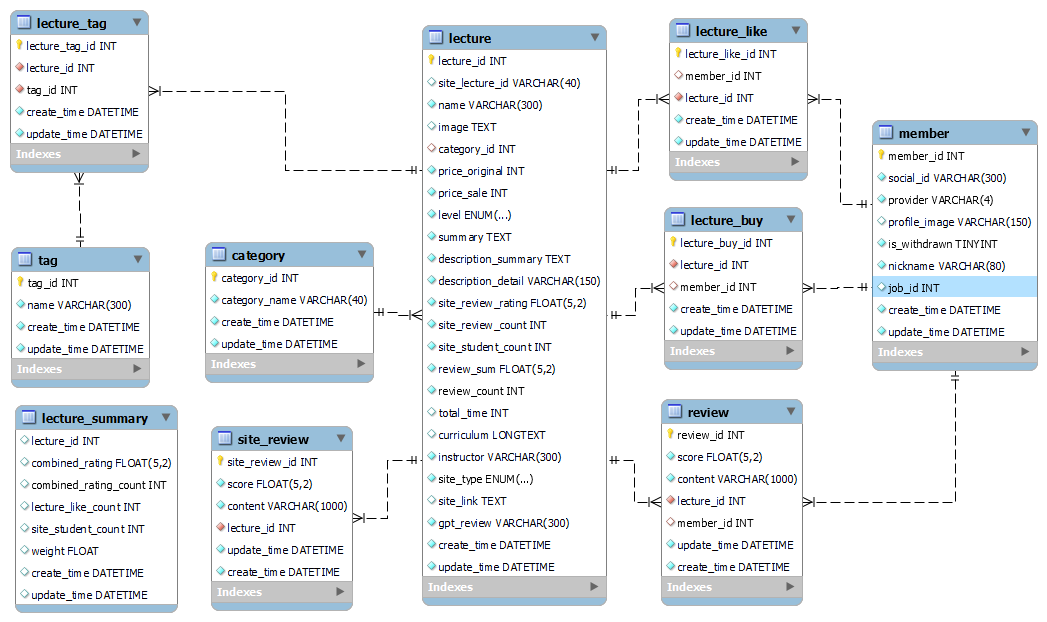 lecture_tag
lecture_tag_id INT
lecture_id INT
tag_id INT
create_time DATETIME
update_time DATETIME
Indexes
tag
tag_id INT
name VARCHAR(300)
create_time DATETIME
update_time DATETIME
Indexes
lecture_summary
lecture_id INT
combined_rating FLOAT(5,2)
combined_rating_count INT
lecture_like_count INT
site_student_count INT
weight FLOAT
create_time DATETIME
update_time DATETIME
category
category_id INT
category_name VARCHAR(40)
create_time DATETIME
update_time DATETIME
Indexes
site_review
site_review_id INT
score FLOAT(5,2)
content VARCHAR(1000)
lecture_id INT
update_time DATETIME
create_time DATETIME
Indexes
lecture
lecture_id INT
site_lecture_id VARCHAR(40)
name VARCHAR(300)
image TEXT
category_id INT
price_original INT
price_sale INT
level ENUM(...)
summary TEXT
description_summary TEXT
description_detail VARCHAR(150)
site_review_rating FLOAT(5,2)
site_review_count INT
site_student_count INT
review_sum FLOAT(5,2)
review_count INT
total_time INT
curriculum LONGTEXT
instructor VARCHAR(300)
site_type ENUM(...)
site_link TEXT
gpt_review VARCHAR(300)
create_time DATETIME
update_time DATETIME
Indexes
lecture_like
lecture_like_id INT
member_id INT
lecture_id INT
create_time DATETIME
update_time DATETIME
Indexes
lecture_buy
lecture_buy_id INT
lecture_id INT
member_id INT
create_time DATETIME
update_time DATETIME
Indexes
review
review_id INT
score FLOAT(5,2)
content VARCHAR(1000)
lecture_id INT
member_id INT
update_time DATETIME
create_time DATETIME
Indexes
member
member_id INT
social_id VARCHAR(300)
provider VARCHAR(4)
profile_image VARCHAR(150)
is_withdrawn TINYINT
nickname VARCHAR(80)
job_id INT
create_time DATETIME
update_time DATETIME
Indexes